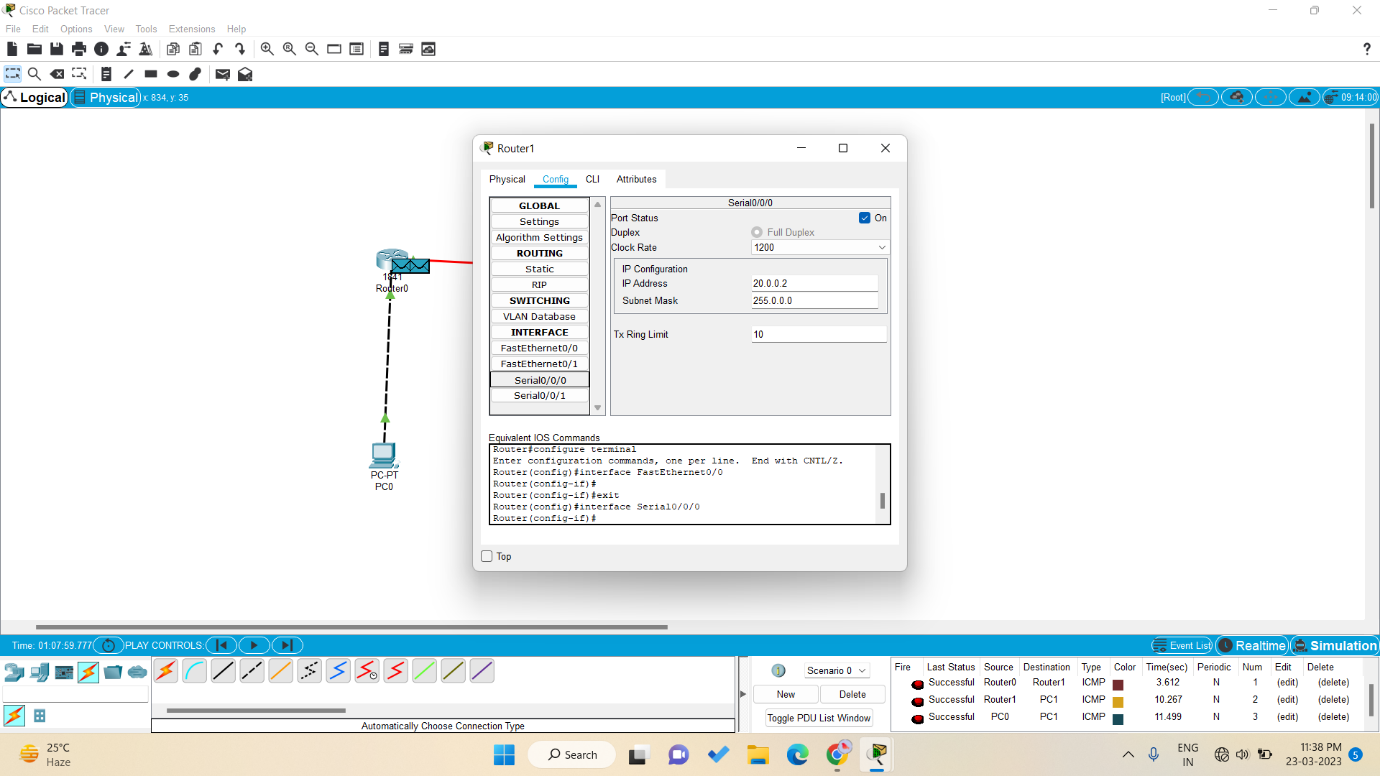 Cisco Packet Tracer
File Edit Options View Tools Extensions Help
?
Logical Physical x: 834, y: 35 [Root] 09:14:00
Router1
Physical Config CLI Attributes
GLOBAL
Settings
Algorithm Settings
ROUTING
Static
RIP
SWITCHING
VLAN Database
INTERFACE
FastEthernet0/0
FastEthernet0/1
Serial0/0/0
Serial0/0/1
Serial0/0/0
Port Status On
Duplex Full Duplex
Clock Rate 1200
IP Configuration
IP Address 20.0.0.2
Subnet Mask 255.0.0.0
Tx Ring Limit 10
Equivalent IOS Commands
Router#configure terminal
Enter configuration commands, one per line. End with CNTL/Z.
Router(config)#interface FastEthernet0/0
Router(config-if)#
Router(config-if)#exit
Router(config)#interface Serial0/0/0
Router(config-if)#
Top
1841
Router0
PC-PT
PC0
Time: 01:07:59.777 PLAY CONTROLS: Event List Realtime Simulation
Automatically Choose Connection Type
Scenario 0
New Delete
Toggle PDU List Window
Fire Last Status Source Destination Type Color Time(sec) Periodic Num Edit Delete
Successful Router0 Router1 ICMP 3.612 N 1 (edit) (delete)
Successful Router1 PC1 ICMP 10.267 N 2 (edit) (delete)
Successful PC0 PC1 ICMP 11.499 N 3 (edit) (delete)
25°C
Haze
Search
ENG
IN
11:38 PM
23-03-2023
5